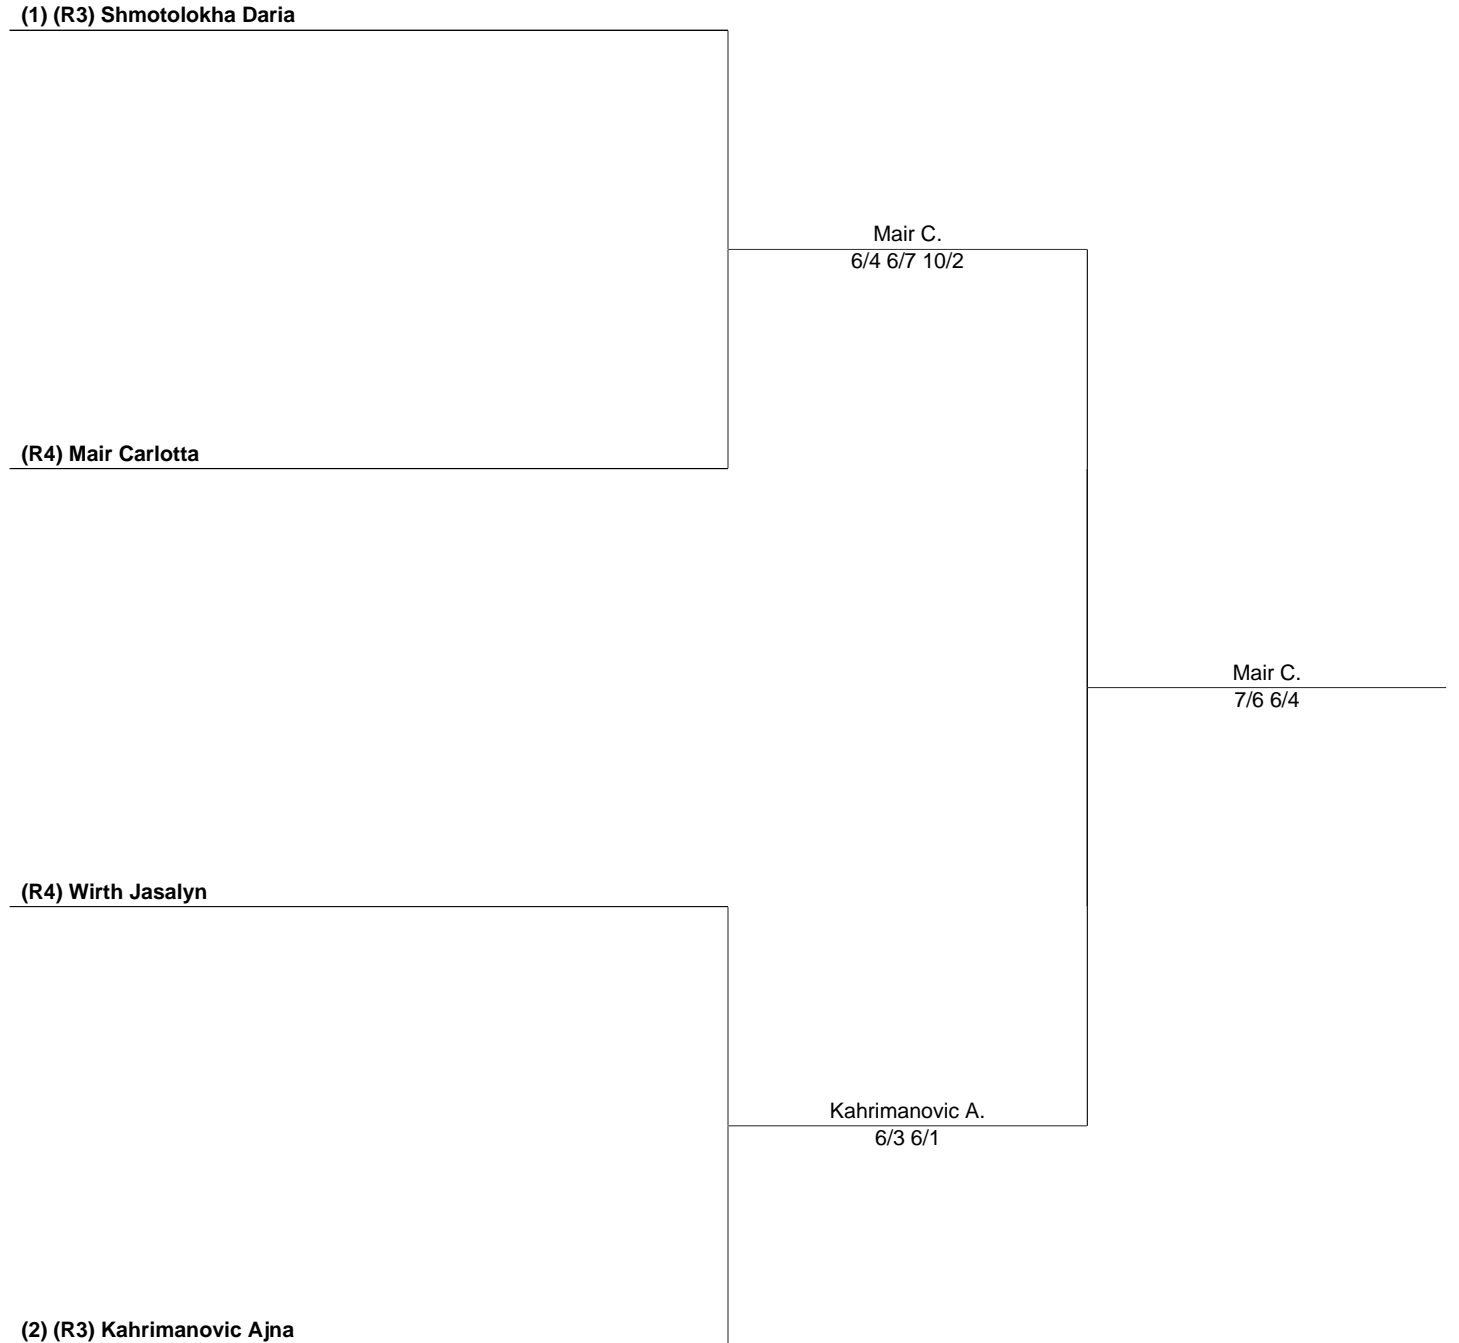 (1) (R3) Shmotolokha Daria
Mair C.
6/4 6/7 10/2
(R4) Mair Carlotta
Mair C.
7/6 6/4
(R4) Wirth Jasalyn
Kahrimanovic A.
6/3 6/1
(2) (R3) Kahrimanovic Ajna